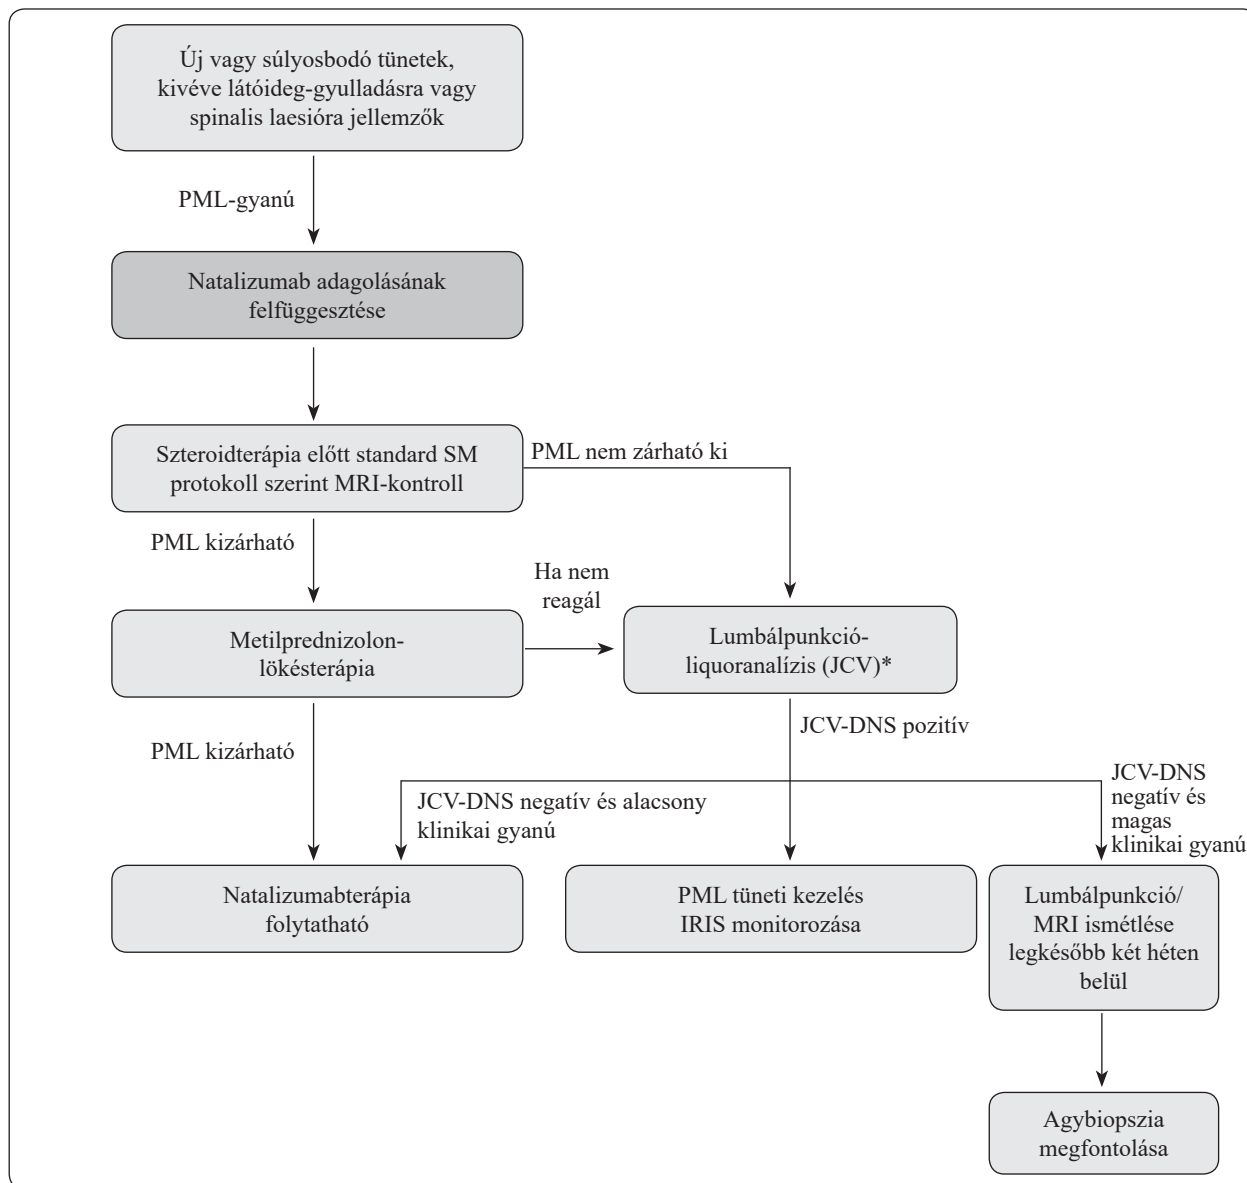 Új vagy súlyosbodó tünetek,
kivéve látóideg-gyulladásra vagy
spinalis laesióra jellemzők
PML-gyanú
Natalizumab adagolásának
felfüggesztése
Szteroidterápia előtt standard SM
protokoll szerint MRI-kontroll
PML nem zárható ki
PML kizárható
Ha nem
reagál
Metilprednizolon-
lökésterápia
Lumbálpunkció-
liquoranalízis (JCV)*
PML kizárható
JCV-DNS pozitív
JCV-DNS negatív és alacsony
klinikai gyanú
JCV-DNS
negatív és
magas
klinikai gyanú
Natalizumabterápia
folytatható
PML tüneti kezelés
IRIS monitorozása
Lumbálpunkció/
MRI ismétlése
legkésőbb két héten
belül
Agybiopszia
megfontolása